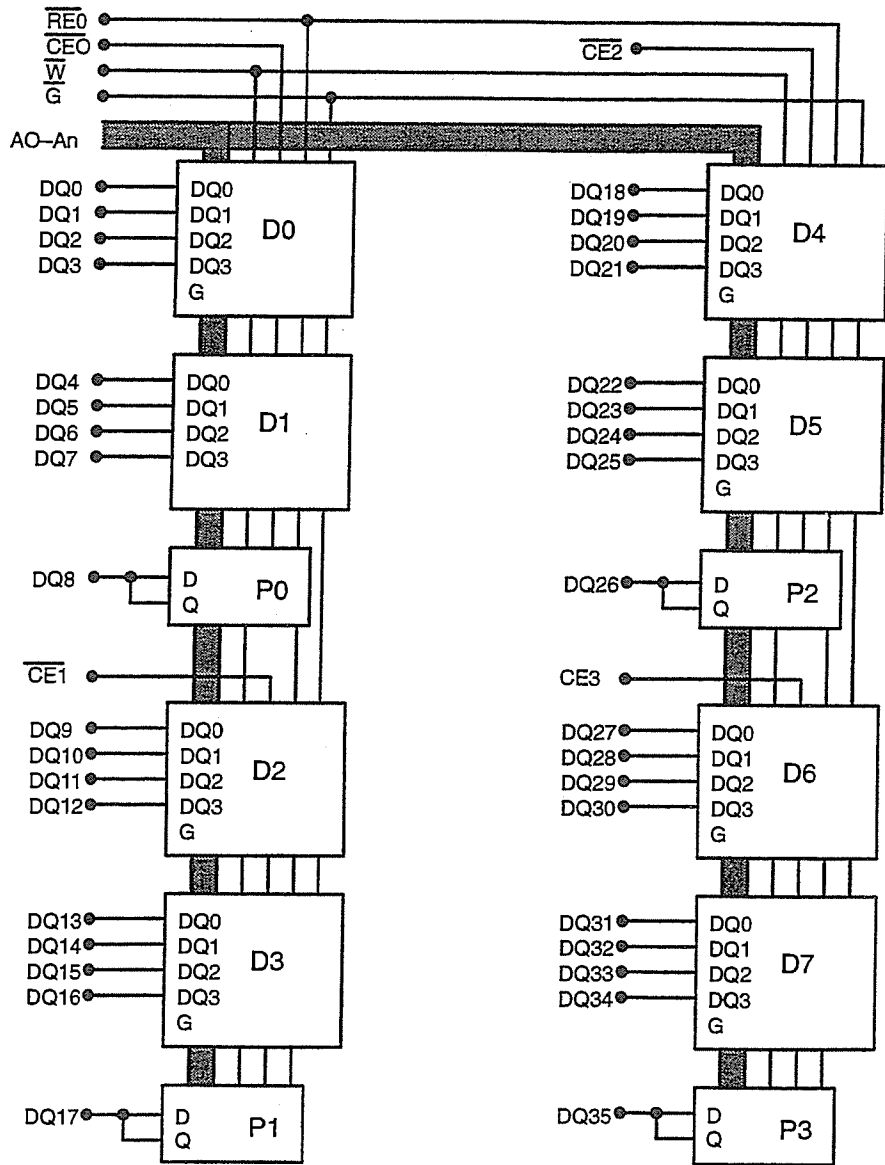 RE0
CEO
W
G
CE2
AO–An
DQ0 DQ0
DQ1 DQ1
DQ2 DQ2
DQ3 DQ3
G
D0
DQ18 DQ0
DQ19 DQ1
DQ20 DQ2
DQ21 DQ3
G
D4
DQ4 DQ0
DQ5 DQ1
DQ6 DQ2
DQ7 DQ3
D1
DQ22 DQ0
DQ23 DQ1
DQ24 DQ2
DQ25 DQ3
G
D5
DQ8 D
Q
P0
DQ26 D
Q
P2
CE1
CE3
DQ9 DQ0
DQ10 DQ1
DQ11 DQ2
DQ12 DQ3
G
D2
DQ27 DQ0
DQ28 DQ1
DQ29 DQ2
DQ30 DQ3
G
D6
DQ13 DQ0
DQ14 DQ1
DQ15 DQ2
DQ16 DQ3
G
D3
DQ31 DQ0
DQ32 DQ1
DQ33 DQ2
DQ34 DQ3
G
D7
DQ17 D
Q
P1
DQ35 D
Q
P3